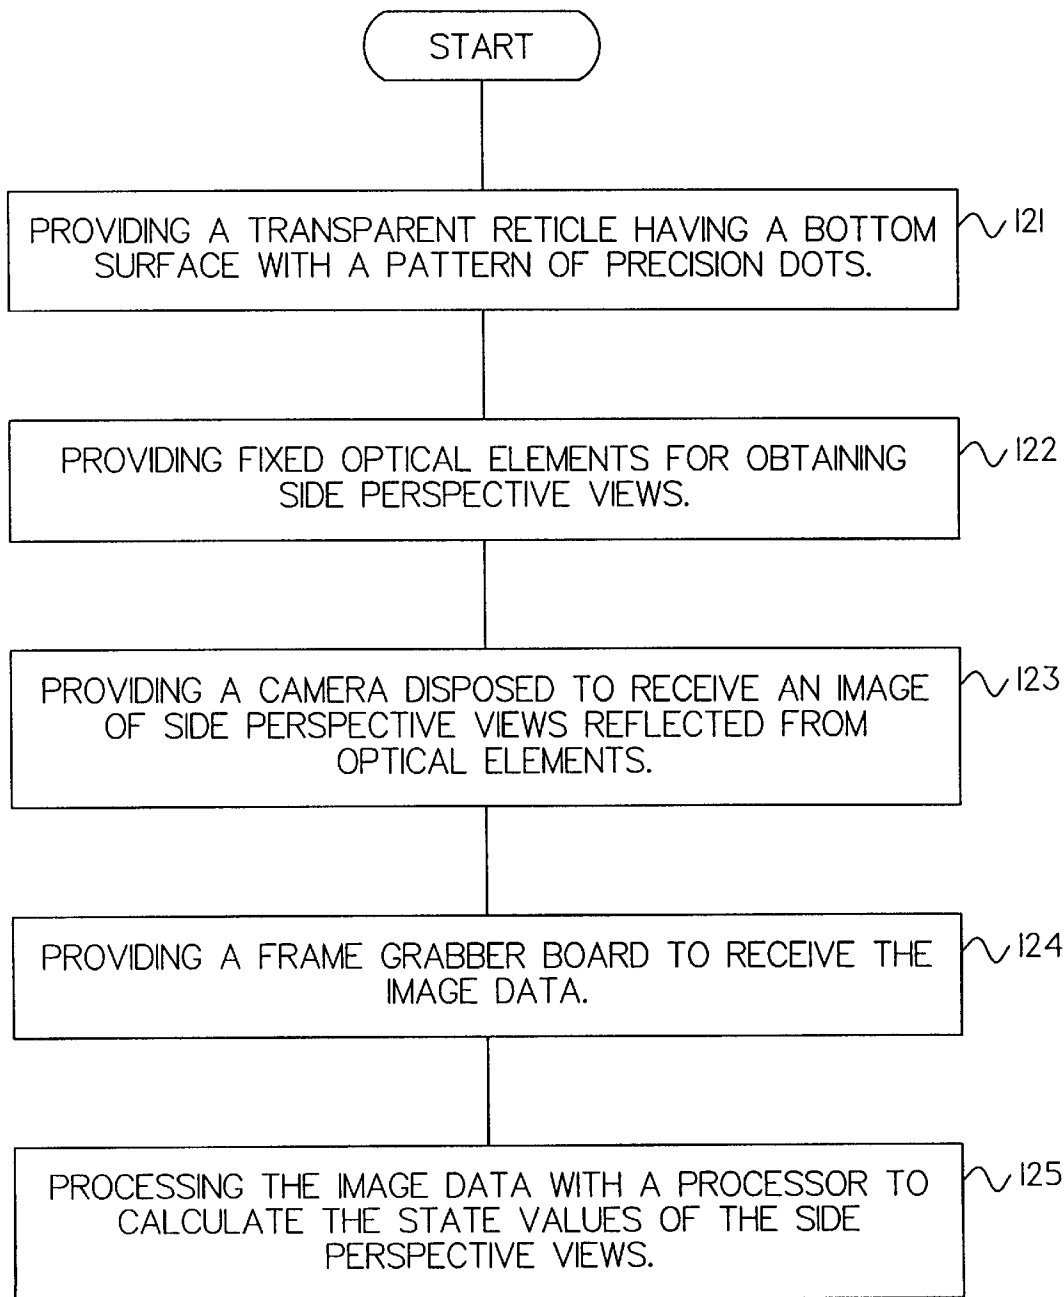 START
PROVIDING A TRANSPARENT RETICLE HAVING A BOTTOM
SURFACE WITH A PATTERN OF PRECISION DOTS.
121
PROVIDING FIXED OPTICAL ELEMENTS FOR OBTAINING
SIDE PERSPECTIVE VIEWS.
122
PROVIDING A CAMERA DISPOSED TO RECEIVE AN IMAGE
OF SIDE PERSPECTIVE VIEWS REFLECTED FROM
OPTICAL ELEMENTS.
123
PROVIDING A FRAME GRABBER BOARD TO RECEIVE THE
IMAGE DATA.
124
PROCESSING THE IMAGE DATA WITH A PROCESSOR TO
CALCULATE THE STATE VALUES OF THE SIDE
PERSPECTIVE VIEWS.
125